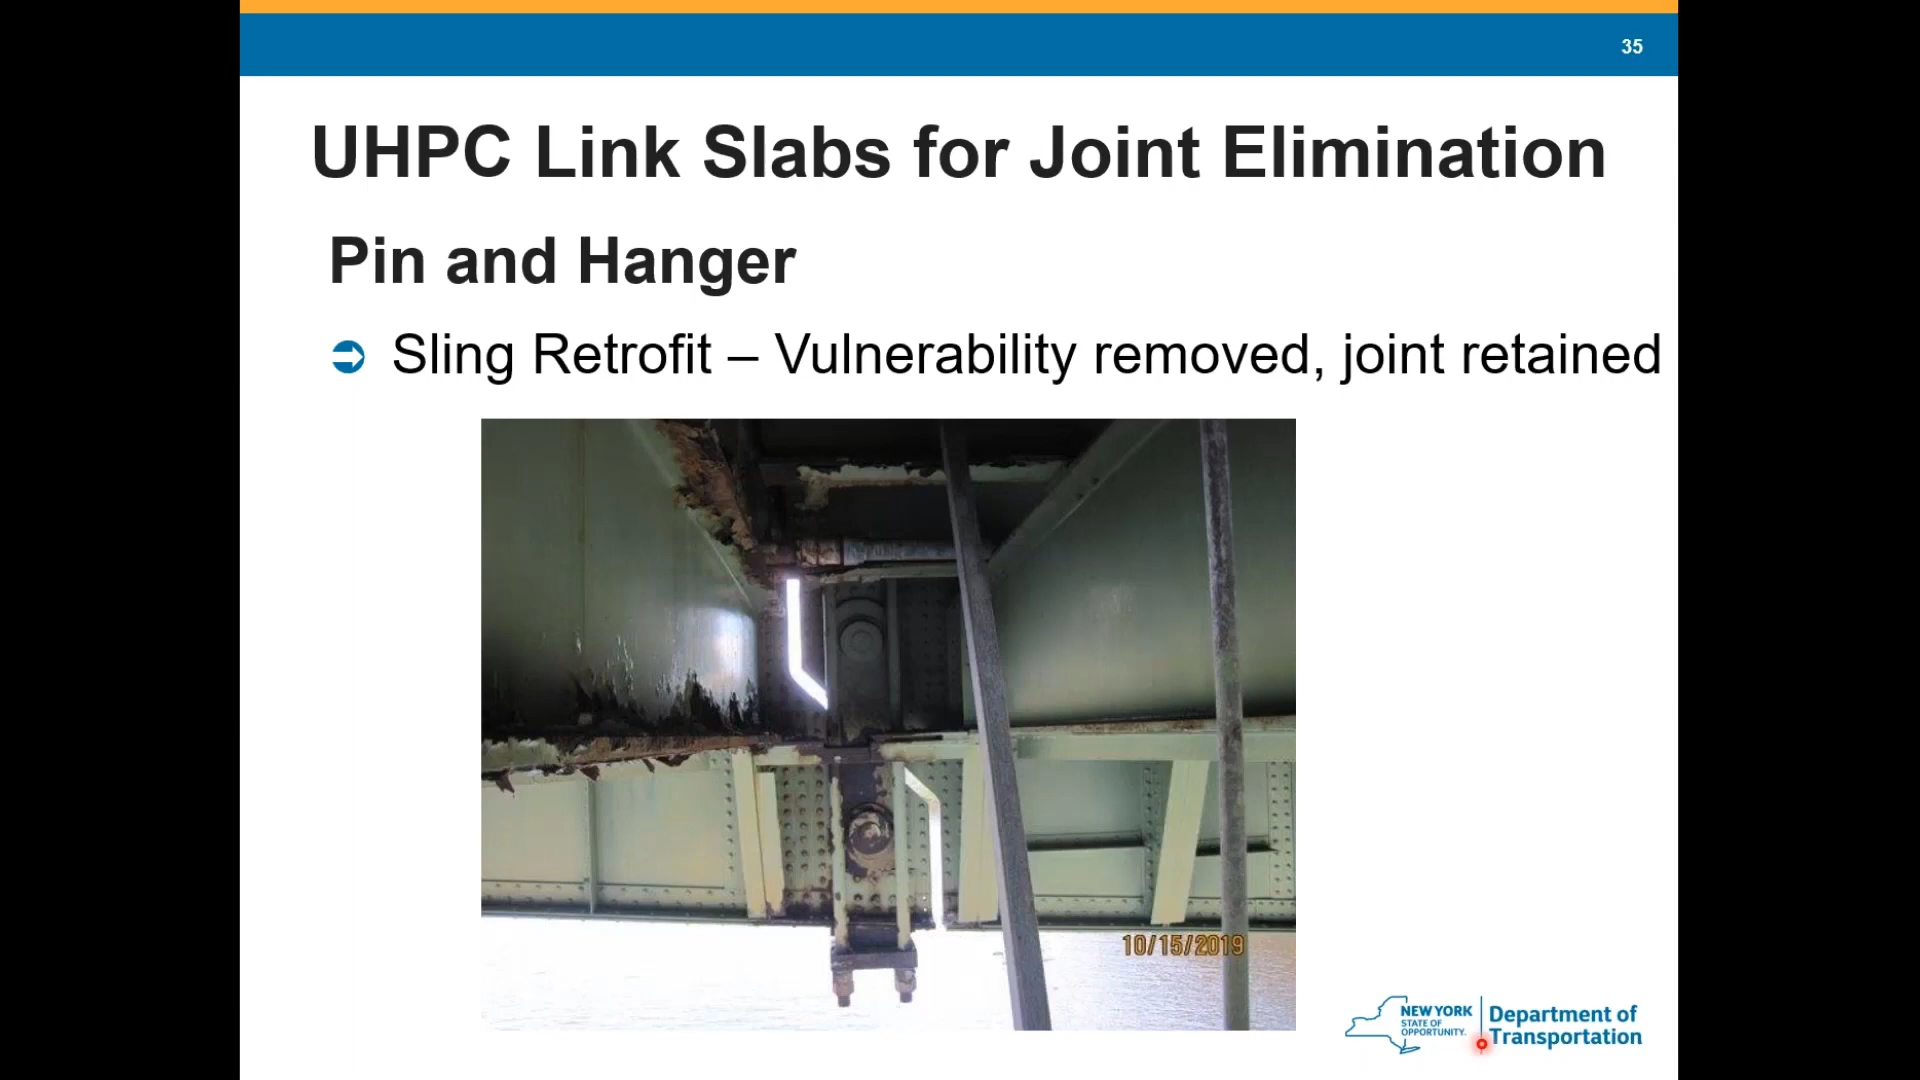 35
UHPC Link Slabs for Joint Elimination
Pin and Hanger
Sling Retrofit – Vulnerability removed, joint retained
10/15/2019
NEW YORK
STATE OF
OPPORTUNITY.
Department of
Transportation